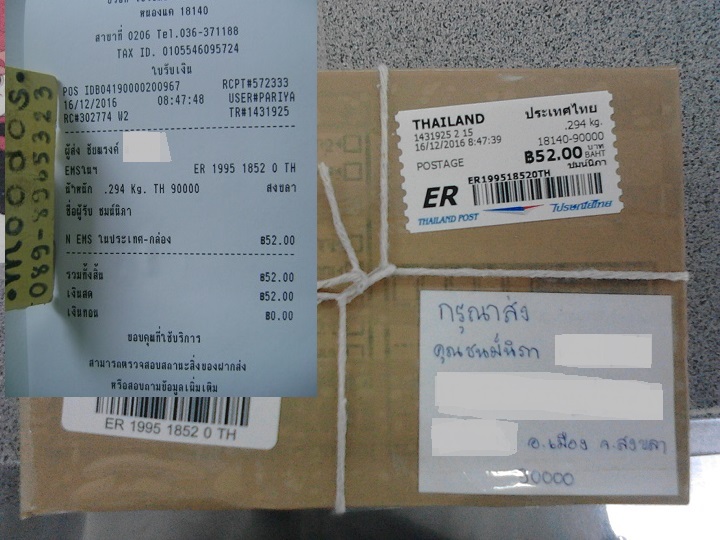 หนองแค 18140
สาขาที่ 0206 Tel.036-371188
TAX ID. 0105546095724
ใบรับเงิน
POS IDB04190000200967 RCPT#572333
16/12/2016 08:47:48 USER#PARIYA
RC#302774 W2 TR#1431925
ผู้ส่ง ชัยณรงค์
EMSในฯ ER 1995 1852 0 TH
น้ำหนัก .294 Kg. TH 90000 สงขลา
ชื่อผู้รับ ชมม์นิภา
N EMS ในประเทศ-กล่อง ฿52.00
รวมทั้งสิ้น ฿52.00
เงินสด ฿52.00
เงินทอน ฿0.00
ขอบคุณที่ใช้บริการ
สามารถตรวจสอบสถานะสิ่งของฝากส่ง
หรือสอบถามข้อมูลเพิ่มเติม
089-8965323
THAILAND ประเทศไทย
1431925 2 15 .294 kg.
16/12/2016 8:47:39 18140-90000
POSTAGE ฿52.00 บาท BAHT
ชมม์นิภา
ER199518520TH
ER
THAILAND POST ไปรษณีย์ไทย
กรุณาส่ง
คุณชนม์นิภา
อ.เมือง จ.สงขลา
90000
ER 1995 1852 0 TH